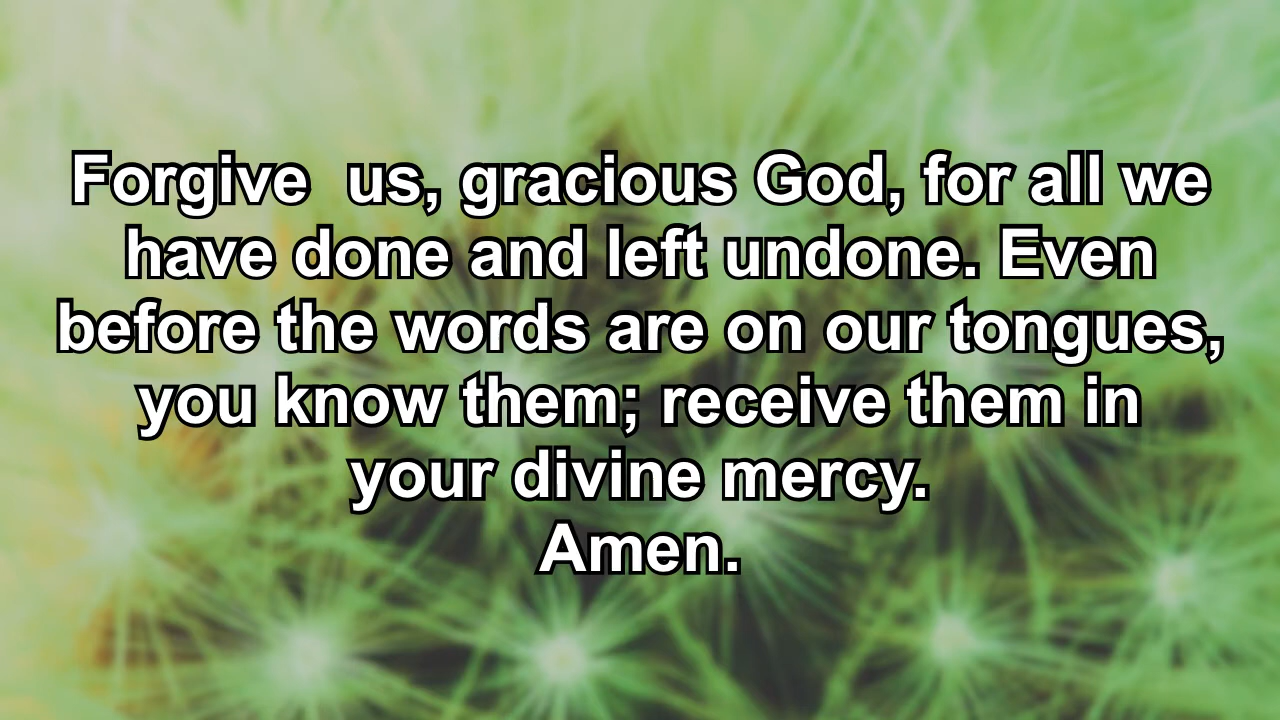 Forgive  us, gracious God, for all we
have done and left undone. Even
before the words are on our tongues,
you know them; receive them in
your divine mercy.
Amen.